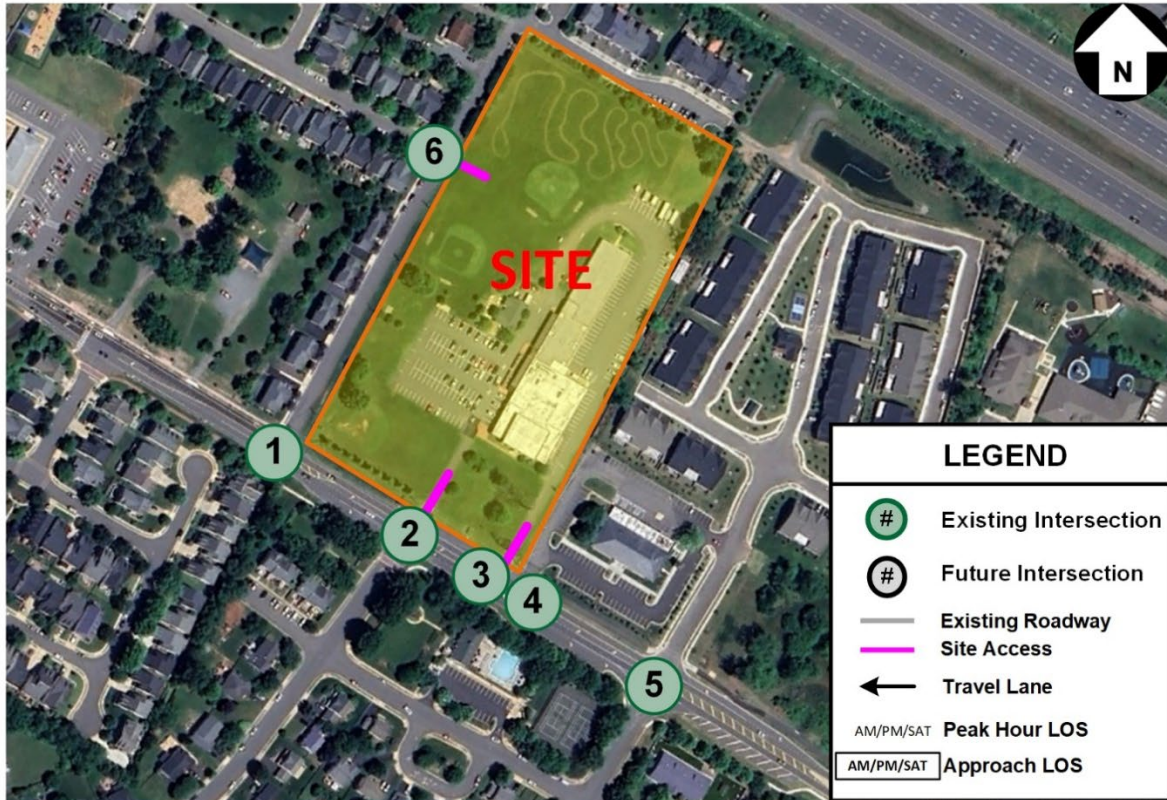 N
6
SITE
1
2
3
4
5
LEGEND
# Existing Intersection
# Future Intersection
Existing Roadway
Site Access
Travel Lane
AM/PM/SAT Peak Hour LOS
AM/PM/SAT Approach LOS